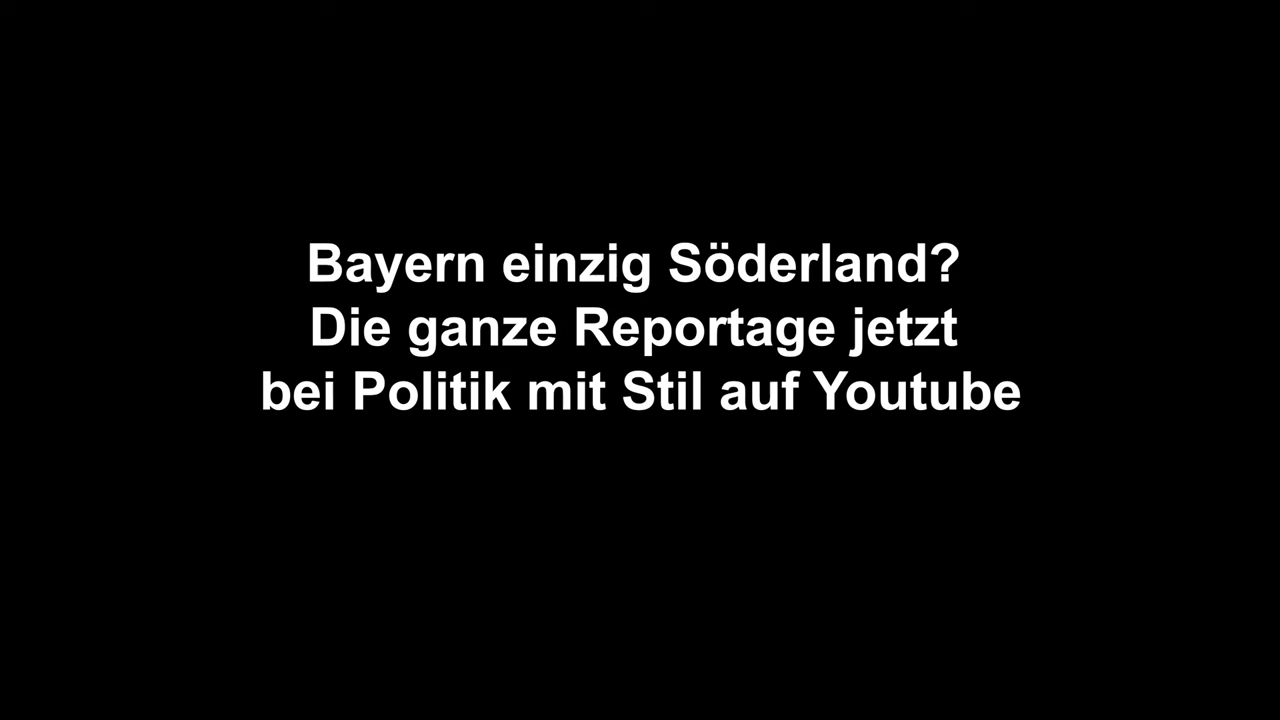 Bayern einzig Söderland?
Die ganze Reportage jetzt
bei Politik mit Stil auf Youtube